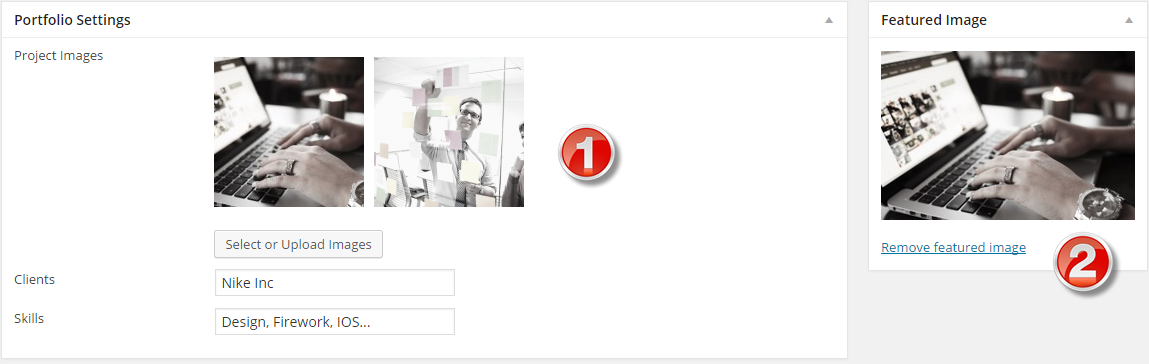 Portfolio Settings
Project Images
1
Select or Upload Images
Clients
Nike Inc
Skills
Design, Firework, IOS...
Featured Image
Remove featured image
2